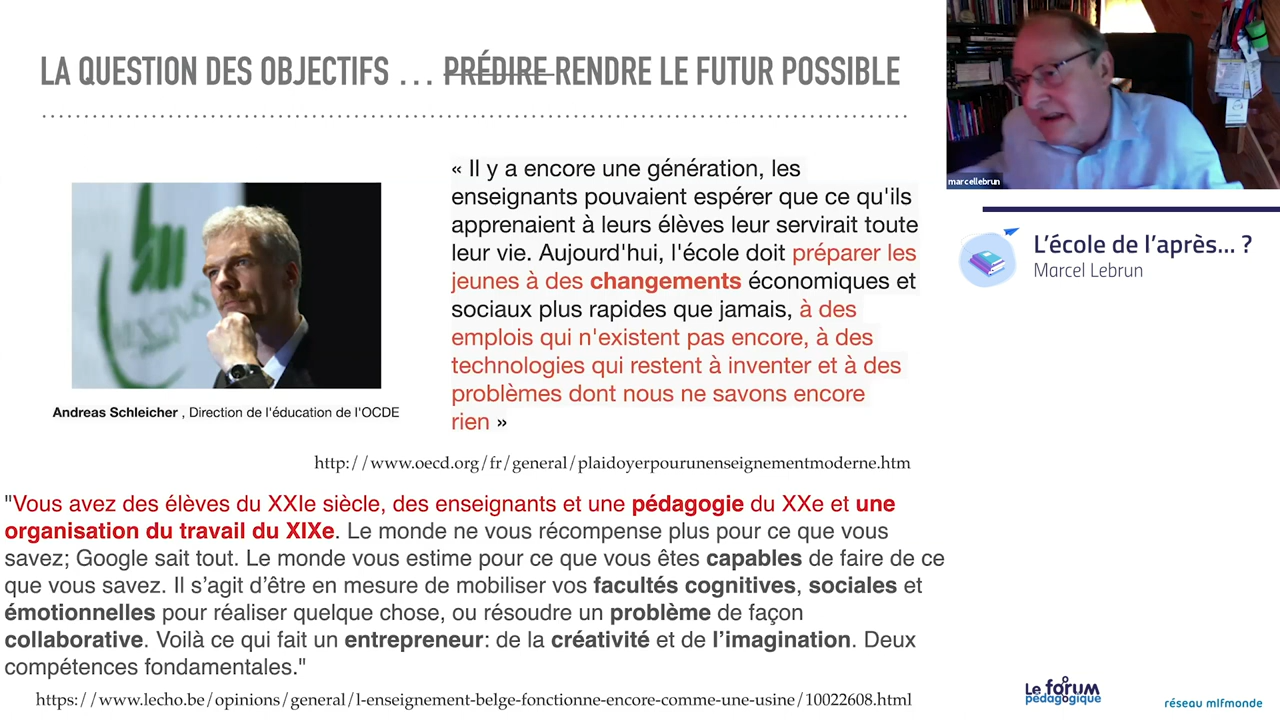 LA QUESTION DES OBJECTIFS ... PRÉDIRE RENDRE LE FUTUR POSSIBLE
« Il y a encore une génération, les
enseignants pouvaient espérer que ce qu'ils
apprenaient à leurs élèves leur servirait toute
leur vie. Aujourd'hui, l'école doit préparer les
jeunes à des changements économiques et
sociaux plus rapides que jamais, à des
emplois qui n'existent pas encore, à des
technologies qui restent à inventer et à des
problèmes dont nous ne savons encore
rien »
Andreas Schleicher , Direction de l'éducation de l'OCDE
http://www.oecd.org/fr/general/plaidoyerpourunenseignementmoderne.htm
"Vous avez des élèves du XXIe siècle, des enseignants et une pédagogie du XXe et une
organisation du travail du XIXe. Le monde ne vous récompense plus pour ce que vous
savez; Google sait tout. Le monde vous estime pour ce que vous êtes capables de faire de ce
que vous savez. Il s’agit d’être en mesure de mobiliser vos facultés cognitives, sociales et
émotionnelles pour réaliser quelque chose, ou résoudre un problème de façon
collaborative. Voilà ce qui fait un entrepreneur: de la créativité et de l’imagination. Deux
compétences fondamentales."
https://www.lecho.be/opinions/general/l-enseignement-belge-fonctionne-encore-comme-une-usine/10022608.html
marcellebrun
L’école de l’après... ?
Marcel Lebrun
Le forum
pédagogique
réseau mlfmonde